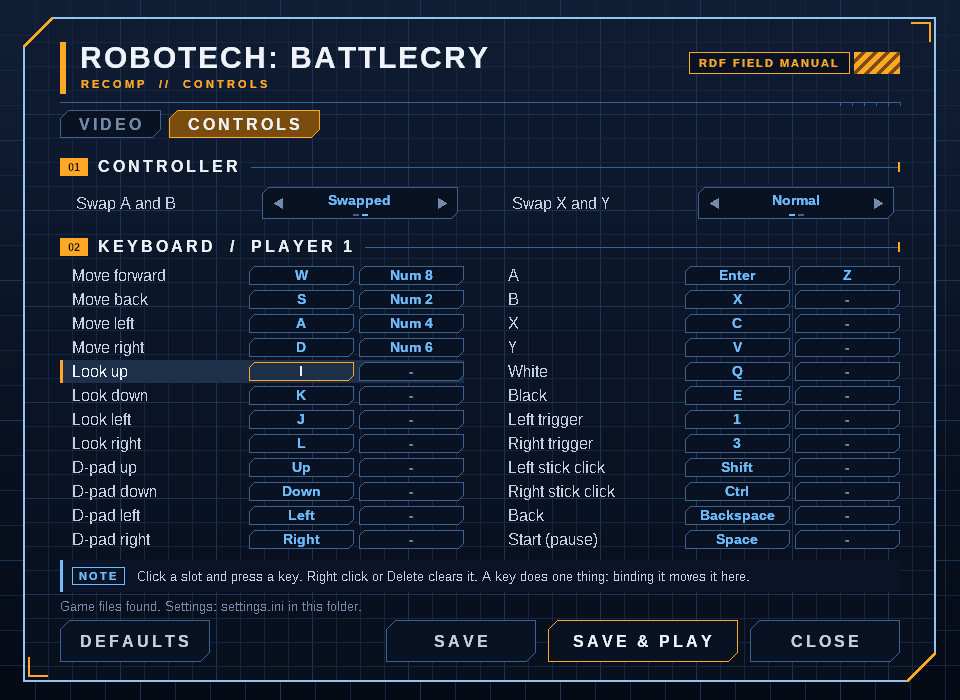 ROBOTECH: BATTLECRY
RECOMP // CONTROLS
RDF FIELD MANUAL
VIDEO CONTROLS
01 CONTROLLER
Swap A and B Swapped Swap X and Y Normal
02 KEYBOARD / PLAYER 1
Move forward W Num 8 A Enter Z
Move back S Num 2 B X -
Move left A Num 4 X C -
Move right D Num 6 Y V -
Look up I - White Q -
Look down K - Black E -
Look left J - Left trigger 1 -
Look right L - Right trigger 3 -
D-pad up Up - Left stick click Shift -
D-pad down Down - Right stick click Ctrl -
D-pad left Left - Back Backspace -
D-pad right Right - Start (pause) Space -
NOTE Click a slot and press a key. Right click or Delete clears it. A key does one thing: binding it moves it here.
Game files found. Settings: settings.ini in this folder.
DEFAULTS SAVE SAVE & PLAY CLOSE